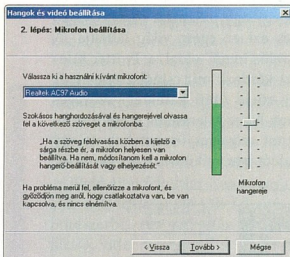 Hangok és videó beállítása
2. lépés: Mikrofon beállítása
Válassza ki a használni kívánt mikrofont:
Realtek AC97 Audio
Szokásos hanghordozásával és hangerejével olvassa
fel a következő szöveget a mikrofonba:
„Ha a szöveg felolvasása közben a kijelző a
sárga részbe ér, a mikrofon helyesen van
beállítva. Ha nem, módosítanom kell a mikrofon
hangerő-beállítását vagy elhelyezését."
Ha probléma merül fel, ellenőrizze a mikrofont, és
győződjön meg arról, hogy csatlakoztatva van, be van
kapcsolva, és nincs elnémítva.
Mikrofon
hangereje
< Vissza
Tovább >
Mégse